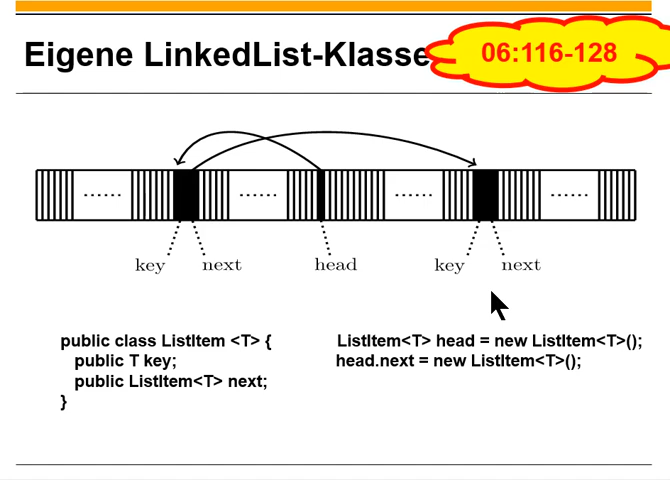 Eigene LinkedList-Klasse
06:116-128
key next head key next
public class ListItem <T> {
public T key;
public ListItem<T> next;
}
ListItem<T> head = new ListItem<T>();
head.next = new ListItem<T>();